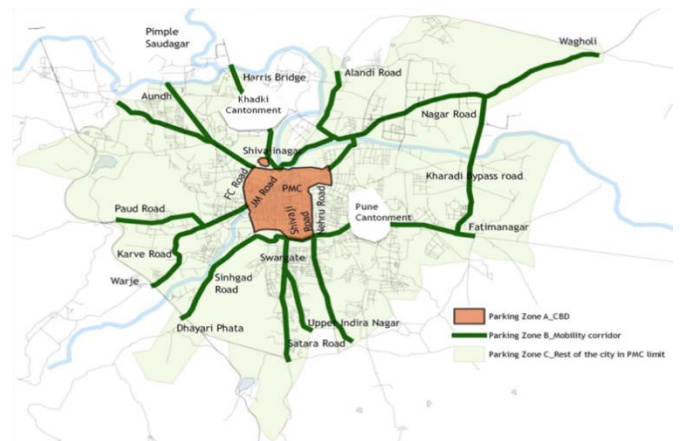 Pimple
Saudagar
Wagholi
Harris Bridge
Alandi Road
Aundh
Khadki
Cantonment
Nagar Road
Shivajinagar
FC Road
JM Road
PMC
Kharadi Bypass road
Shivaji
Road
Nehru Road
Pune
Cantonment
Paud Road
Fatimanagar
Karve Road
Swargate
Warje
Sinhgad
Road
Parking Zone A_CBD
Dhayari Phata
Upper Indira Nagar
Parking Zone B_Mobility corridor
Satara Road
Parking Zone C_Rest of the city in PMC limit